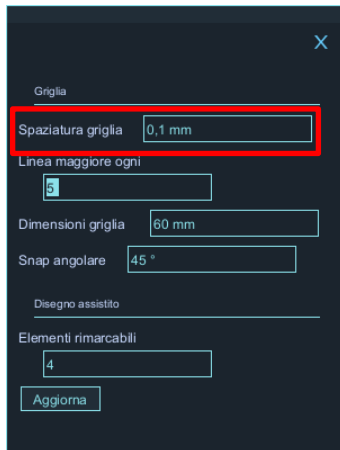 X
Griglia
Spaziatura griglia 0,1 mm
Linea maggiore ogni
5
Dimensioni griglia 60 mm
Snap angolare 45 °
Disegno assistito
Elementi rimarcabili
4
Aggiorna